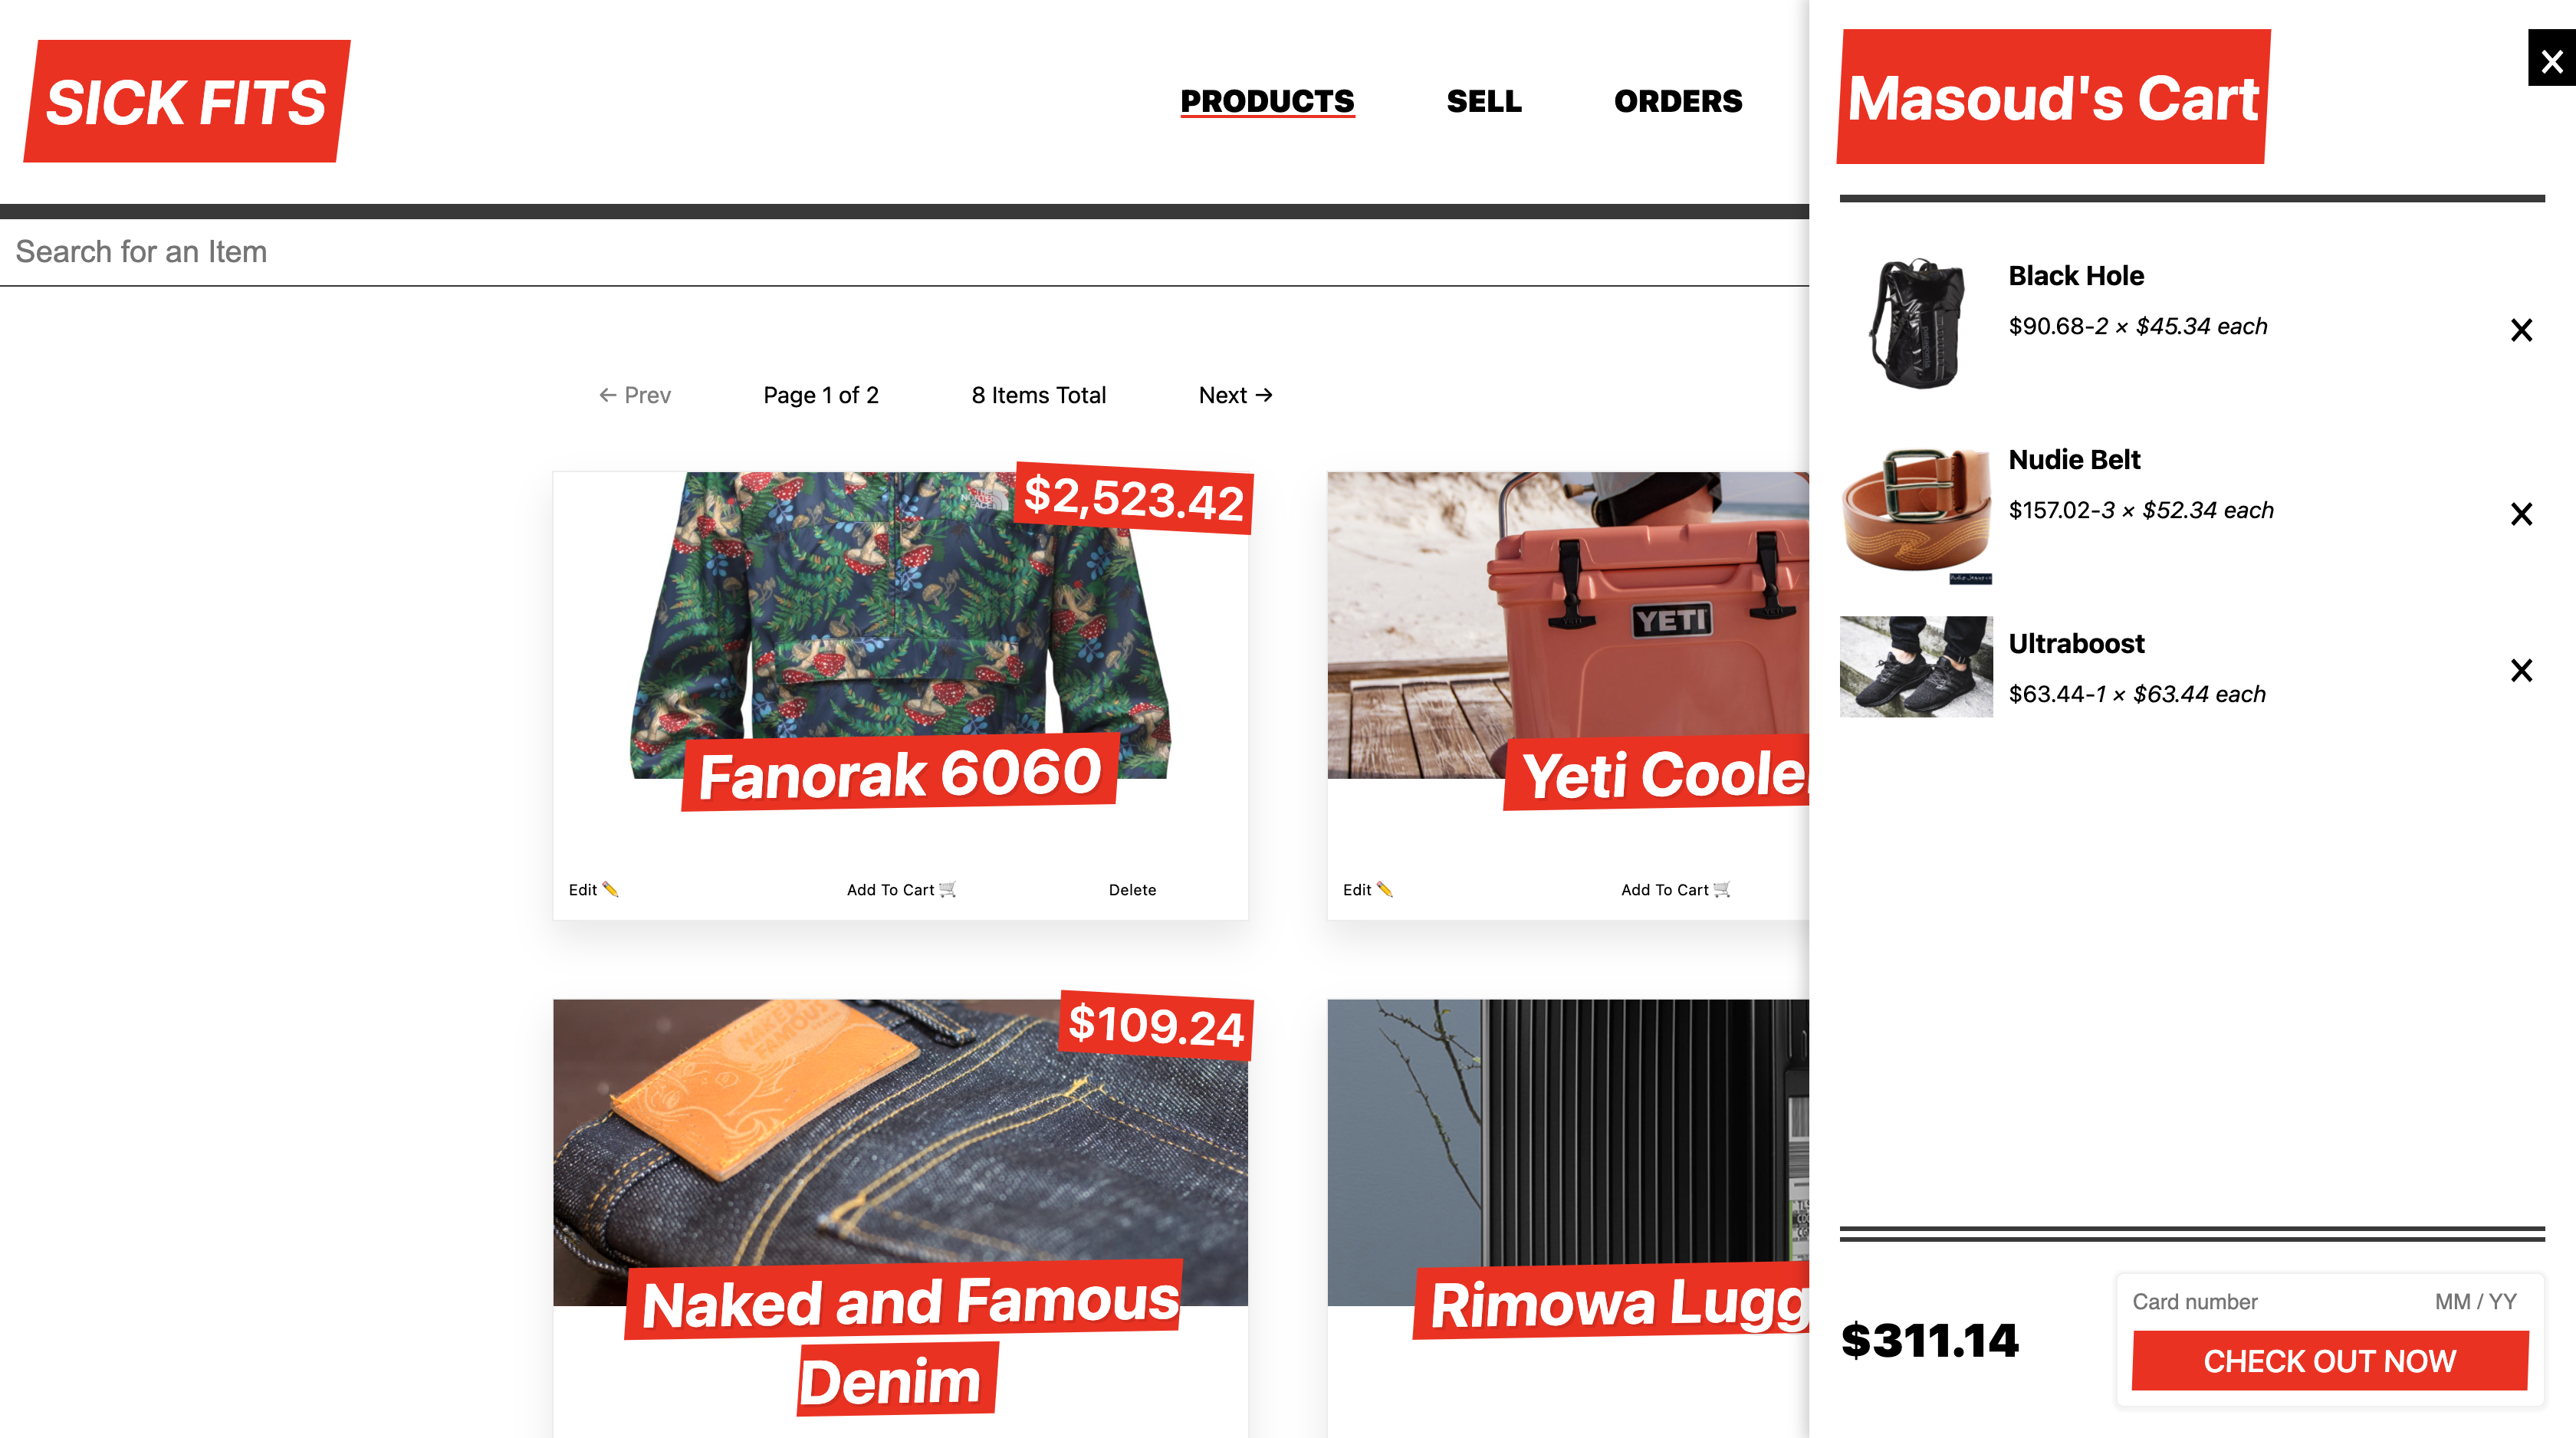 SICK FITS
PRODUCTS
SELL
ORDERS
Search for an Item
← Prev
Page 1 of 2
8 Items Total
Next →
$2,523.42
Fanorak 6060
Edit ✏️
Add To Cart 🛒
Delete
YETI
Yeti Cooler
Edit ✏️
Add To Cart 🛒
$109.24
NAKED
FAMOUS
Naked and Famous
Denim
Rimowa Lugg
Masoud's Cart
×
Black Hole
$90.68-2 × $45.34 each
×
Nudie Belt
$157.02-3 × $52.34 each
×
Ultraboost
$63.44-1 × $63.44 each
×
$311.14
Card number
MM / YY
CHECK OUT NOW